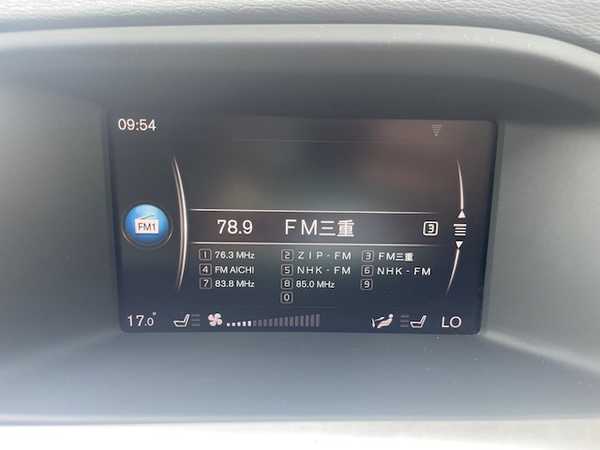 09:54
FM1
78.9 FM三重 3
1 76.3 MHz 2 ZIP-FM 3 FM三重
4 FM AICHI 5 NHK-FM 6 NHK-FM
7 83.8 MHz 8 85.0 MHz 9
0
17.0° LO